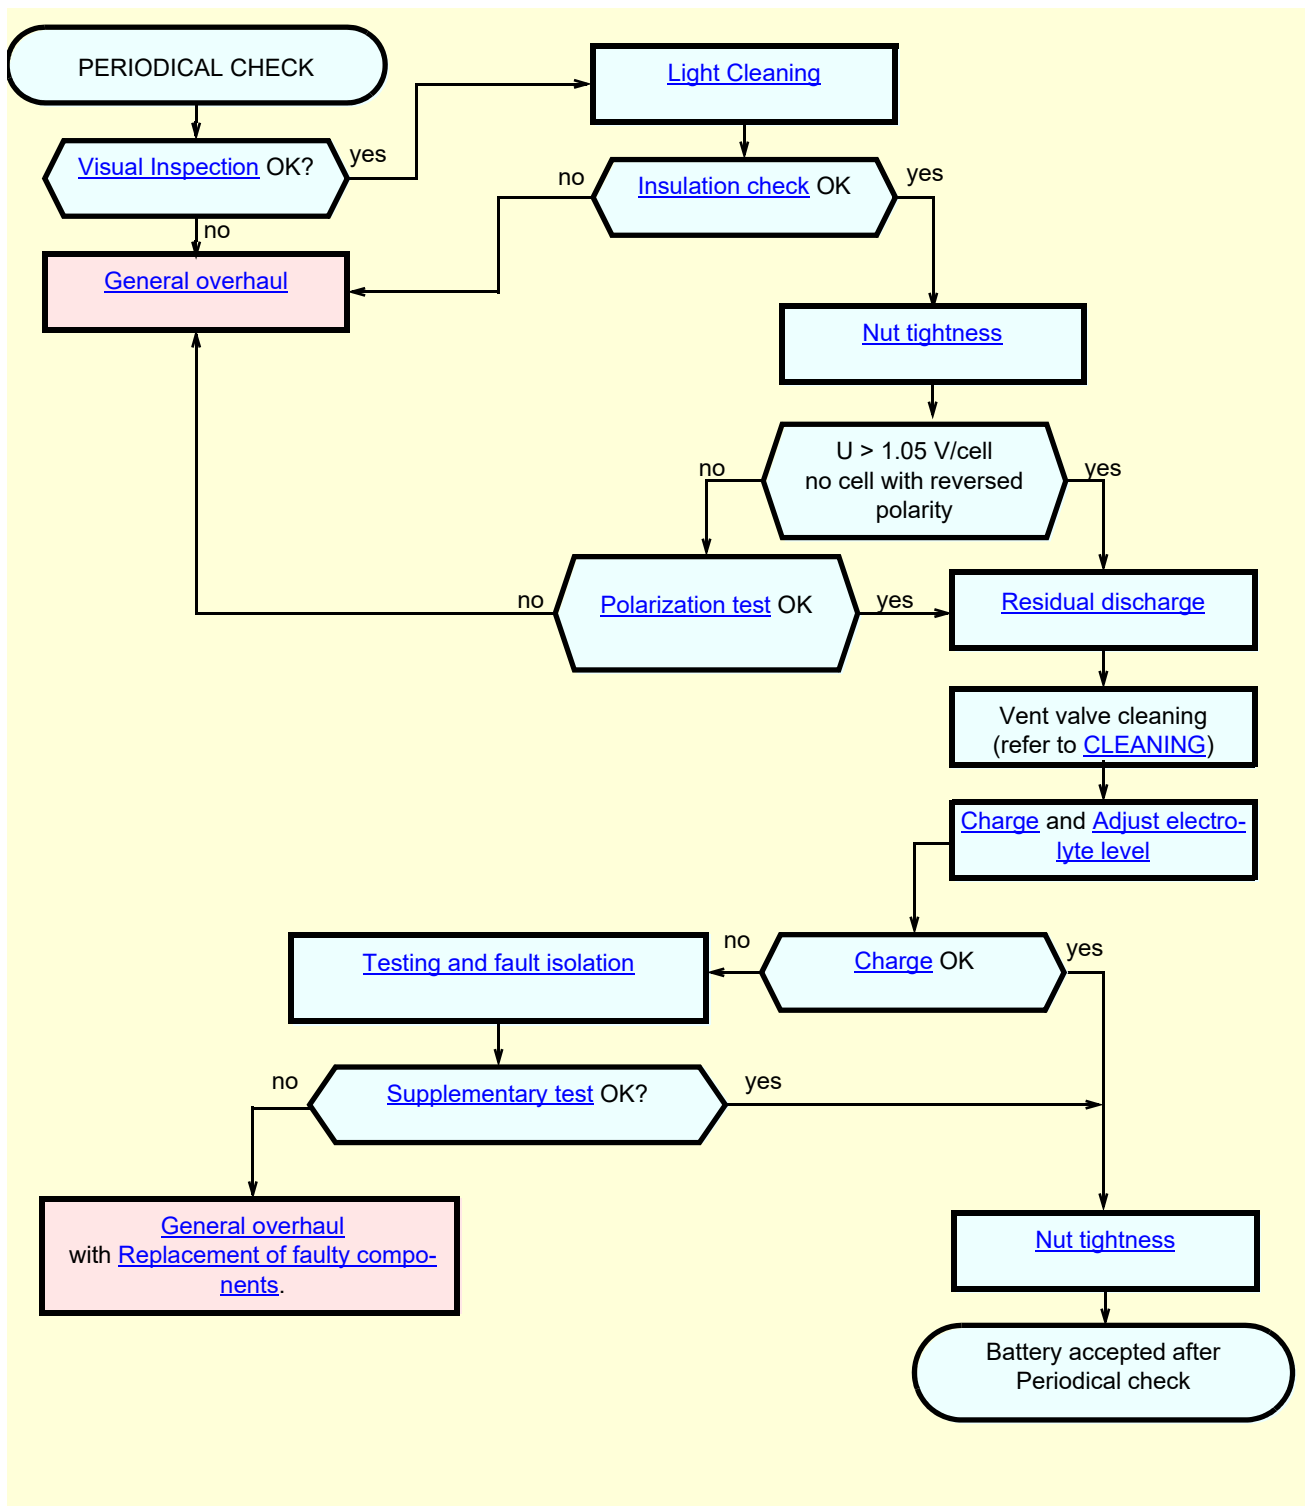 PERIODICAL CHECK
Light Cleaning
Visual Inspection OK?
yes
no
Insulation check OK
yes
no
General overhaul
Nut tightness
U > 1.05 V/cell
no cell with reversed
polarity
no
yes
no
Polarization test OK
yes
Residual discharge
Vent valve cleaning
(refer to CLEANING)
Charge and Adjust electro-
lyte level
Testing and fault isolation
no
Charge OK
yes
no
Supplementary test OK?
yes
General overhaul
with Replacement of faulty compo-
nents.
Nut tightness
Battery accepted after
Periodical check